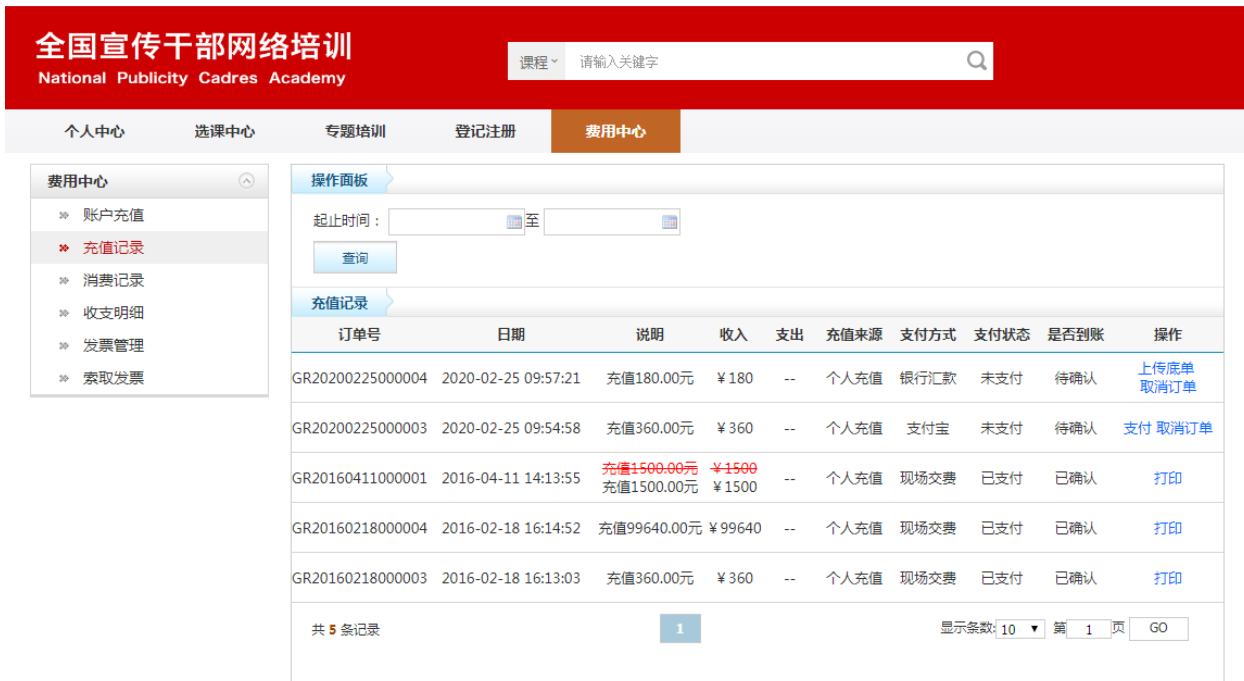 全国宣传干部网络培训
National Publicity Cadres Academy
课程 请输入关键字
个人中心 选课中心 专题培训 登记注册 费用中心
费用中心
账户充值
充值记录
消费记录
收支明细
发票管理
索取发票
操作面板
起止时间： 至
查询
充值记录
订单号 日期 说明 收入 支出 充值来源 支付方式 支付状态 是否到账 操作
GR20200225000004 2020-02-25 09:57:21 充值180.00元 ￥180 -- 个人充值 银行汇款 未支付 待确认 上传底单
取消订单
GR20200225000003 2020-02-25 09:54:58 充值360.00元 ￥360 -- 个人充值 支付宝 未支付 待确认 支付 取消订单
充值1500.00元 ￥1500
GR20160411000001 2016-04-11 14:13:55 充值1500.00元 ￥1500 -- 个人充值 现场交费 已支付 已确认 打印
GR20160218000004 2016-02-18 16:14:52 充值99640.00元 ￥99640 -- 个人充值 现场交费 已支付 已确认 打印
GR20160218000003 2016-02-18 16:13:03 充值360.00元 ￥360 -- 个人充值 现场交费 已支付 已确认 打印
共 5 条记录 1 显示条数: 10 第 1 页 GO